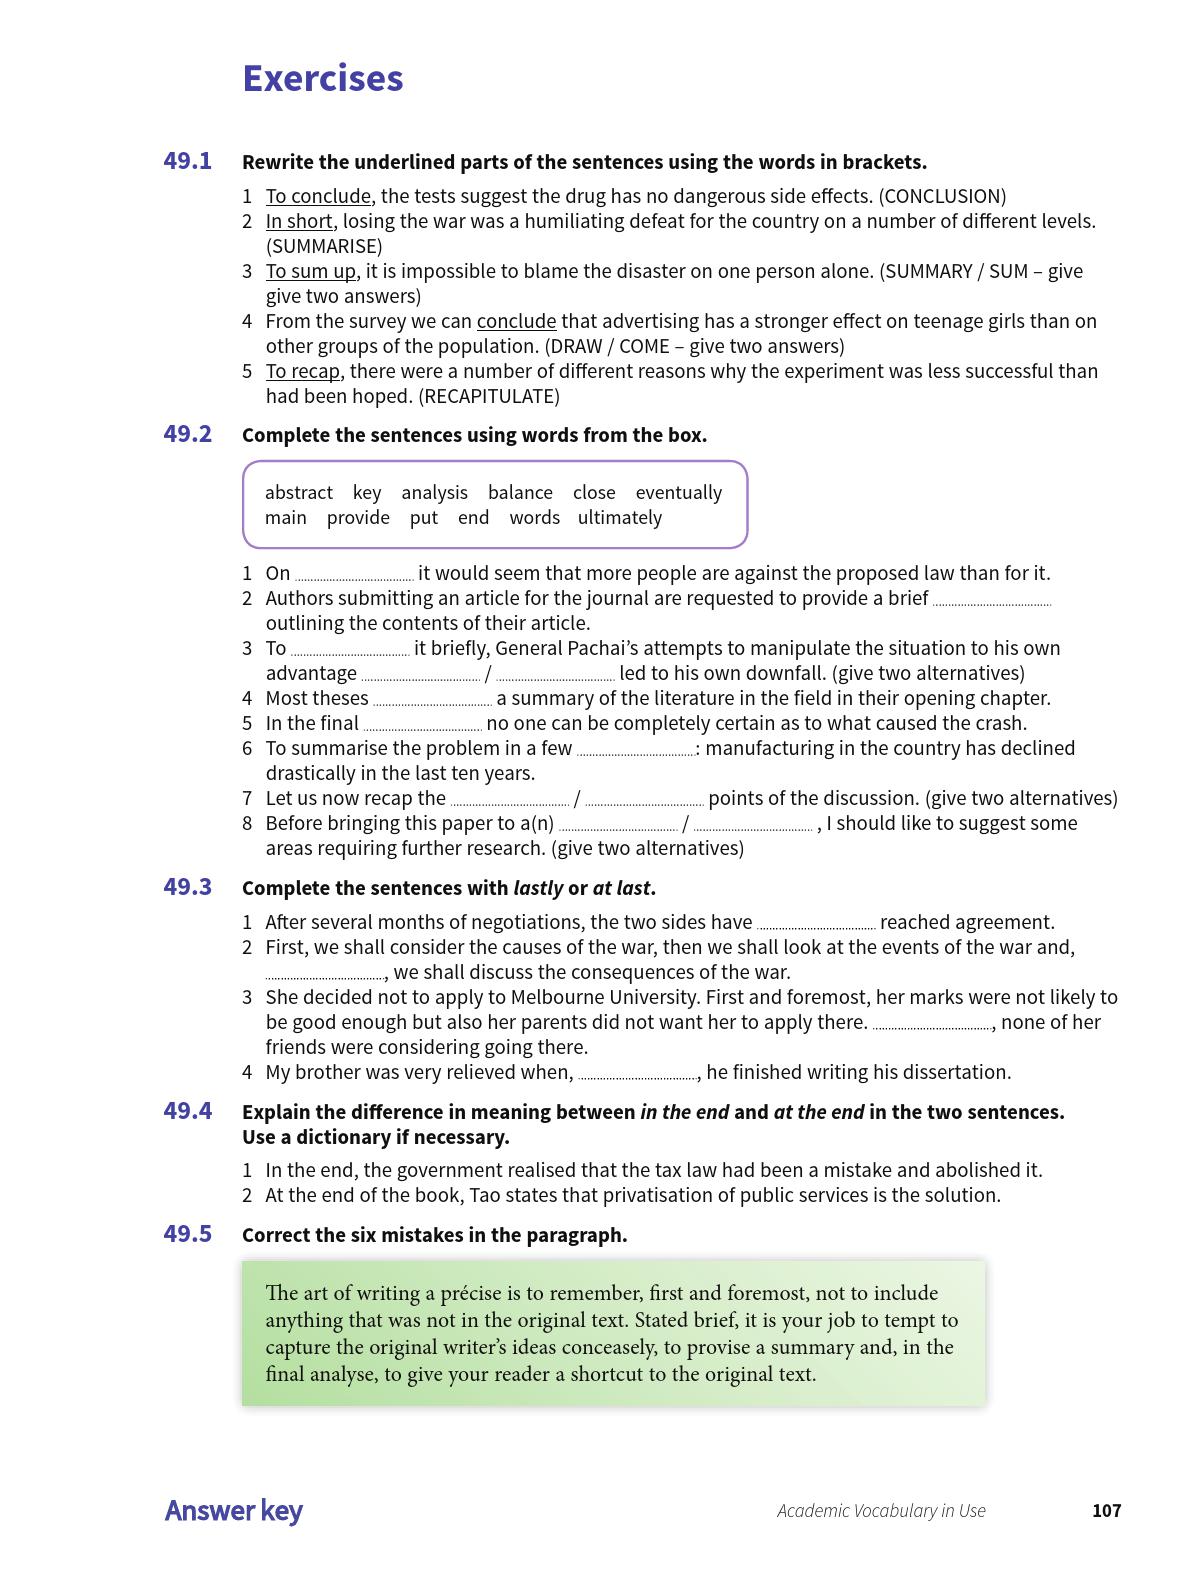 Exercises
49.1 Rewrite the underlined parts of the sentences using the words in brackets.
1 To conclude, the tests suggest the drug has no dangerous side effects. (CONCLUSION)
2 In short, losing the war was a humiliating defeat for the country on a number of different levels.
(SUMMARISE)
3 To sum up, it is impossible to blame the disaster on one person alone. (SUMMARY / SUM – give
give two answers)
4 From the survey we can conclude that advertising has a stronger effect on teenage girls than on
other groups of the population. (DRAW / COME – give two answers)
5 To recap, there were a number of different reasons why the experiment was less successful than
had been hoped. (RECAPITULATE)
49.2 Complete the sentences using words from the box.
abstract key analysis balance close eventually
main provide put end words ultimately
1 On .............................. it would seem that more people are against the proposed law than for it.
2 Authors submitting an article for the journal are requested to provide a brief ..............................
outlining the contents of their article.
3 To .............................. it briefly, General Pachai’s attempts to manipulate the situation to his own
advantage .............................. / .............................. led to his own downfall. (give two alternatives)
4 Most theses .............................. a summary of the literature in the field in their opening chapter.
5 In the final .............................. no one can be completely certain as to what caused the crash.
6 To summarise the problem in a few ..............................: manufacturing in the country has declined
drastically in the last ten years.
7 Let us now recap the .............................. / .............................. points of the discussion. (give two alternatives)
8 Before bringing this paper to a(n) .............................. / .............................. , I should like to suggest some
areas requiring further research. (give two alternatives)
49.3 Complete the sentences with lastly or at last.
1 After several months of negotiations, the two sides have .............................. reached agreement.
2 First, we shall consider the causes of the war, then we shall look at the events of the war and,
.............................., we shall discuss the consequences of the war.
3 She decided not to apply to Melbourne University. First and foremost, her marks were not likely to
be good enough but also her parents did not want her to apply there. .............................., none of her
friends were considering going there.
4 My brother was very relieved when, .............................., he finished writing his dissertation.
49.4 Explain the difference in meaning between in the end and at the end in the two sentences.
Use a dictionary if necessary.
1 In the end, the government realised that the tax law had been a mistake and abolished it.
2 At the end of the book, Tao states that privatisation of public services is the solution.
49.5 Correct the six mistakes in the paragraph.
The art of writing a précise is to remember, first and foremost, not to include
anything that was not in the original text. Stated brief, it is your job to tempt to
capture the original writer’s ideas conceasely, to provise a summary and, in the
final analyse, to give your reader a shortcut to the original text.
Answer key Academic Vocabulary in Use 107